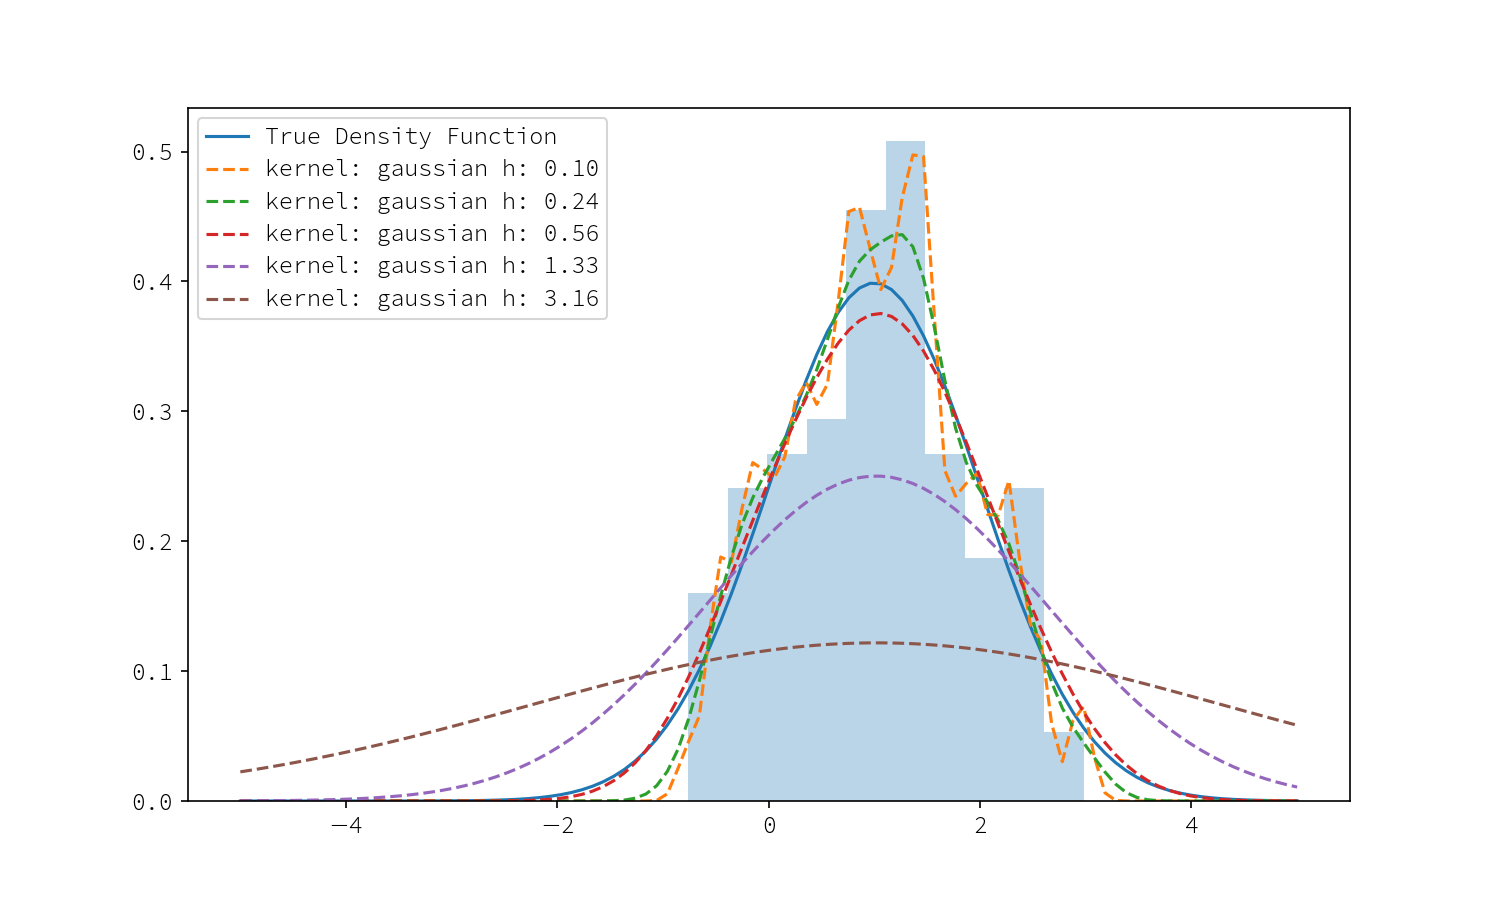 True Density Function
kernel: gaussian h: 0.10
kernel: gaussian h: 0.24
kernel: gaussian h: 0.56
kernel: gaussian h: 1.33
kernel: gaussian h: 3.16
0.5
0.4
0.3
0.2
0.1
0.0
−4 −2 0 2 4